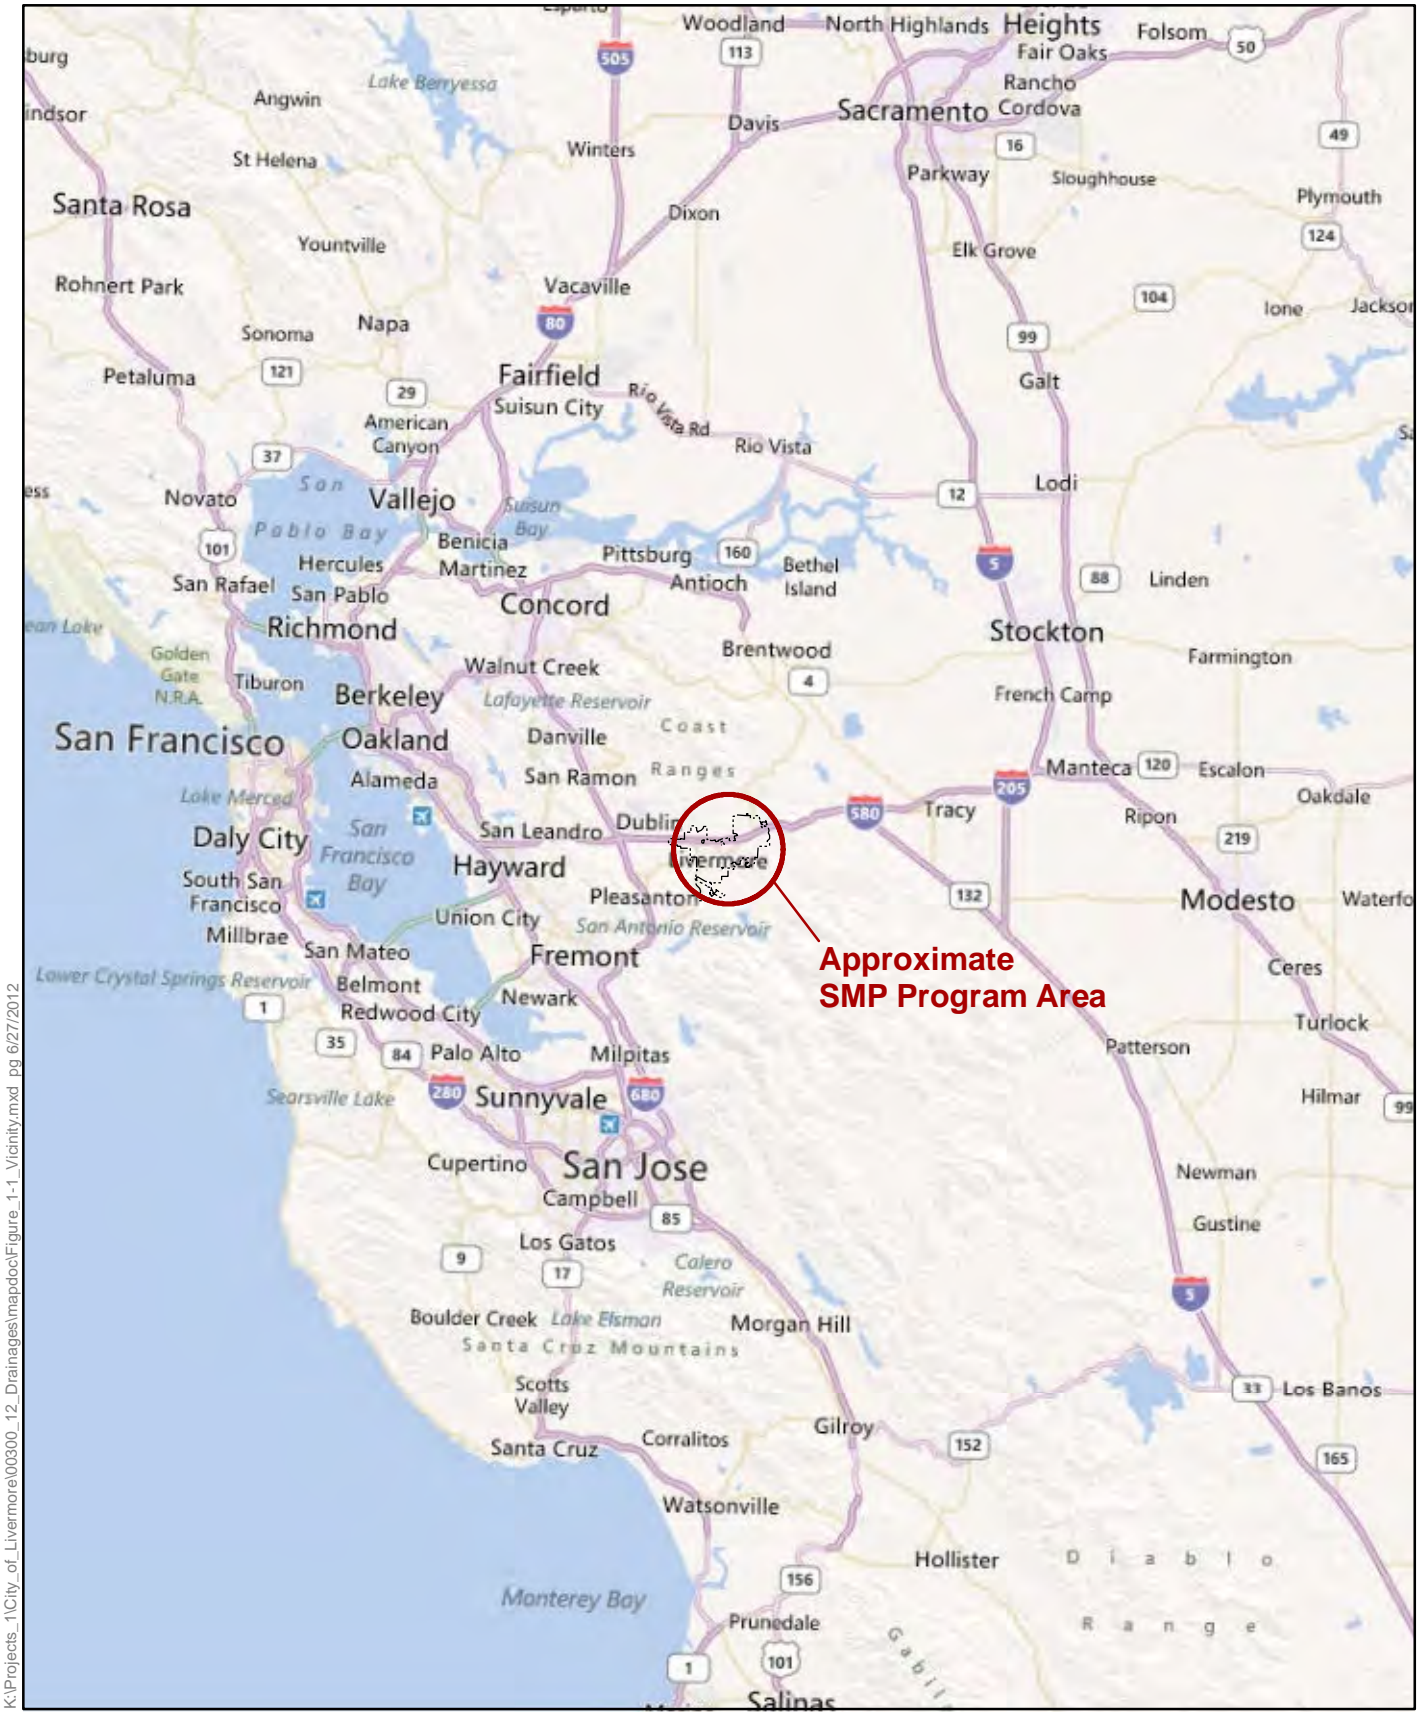 Woodland
North Highlands
Heights
Folsom
505
113
Fair Oaks
50
burg
Lake Berryessa
Rancho
Cordova
Angwin
indsor
Sacramento
Davis
49
St Helena
Winters
16
Parkway
Sloughhouse
Plymouth
Santa Rosa
Dixon
124
Yountville
Elk Grove
Rohnert Park
Vacaville
104
Ione
Jackson
80
Sonoma
Napa
99
Petaluma
121
Fairfield
Galt
29
Suisun City
Rio Vista Rd
American
Canyon
Rio Vista
37
San
Pablo Bay
Vallejo
Suisun
Bay
12
Lodi
ess
Novato
101
Benicia
Hercules
Martinez
Pittsburg
160
Bethel
Island
5
88
Linden
San Rafael
San Pablo
Antioch
Concord
Richmond
Stockton
ean Lake
Golden
Gate
N.R.A.
Brentwood
Farmington
Walnut Creek
Tiburon
4
Berkeley
Lafayette Reservoir
French Camp
San Francisco
Oakland
Danville
Coast
Ranges
Alameda
San Ramon
Manteca
120
Escalon
Lake Merced
205
Oakdale
580
Tracy
Ripon
Daly City
San
Francisco
Bay
San Leandro
Dublin
219
Hayward
Livermore
South San
Francisco
Pleasanton
132
Modesto
Waterfo
Union City
San Antonio Reservoir
Millbrae
San Mateo
Fremont
Approximate
SMP Program Area
Ceres
Lower Crystal Springs Reservoir
Belmont
Newark
1
Redwood City
Turlock
35
84
Palo Alto
Milpitas
Patterson
Searsville Lake
280
Sunnyvale
680
Hilmar
99
Cupertino
San Jose
Newman
Campbell
85
Gustine
Los Gatos
9
17
Calero
Reservoir
5
Boulder Creek
Lake Elsman
Morgan Hill
Santa Cruz Mountains
Scotts
Valley
33
Los Banos
Gilroy
Santa Cruz
Corralitos
152
165
Watsonville
Hollister
Diablo
Range
156
Monterey Bay
Prunedale
1
101
Salinas
K:\Projects_1\City_of_Livermore\00300_12_Drainages\mapdoc\Figure_1-1_Vicinity.mxd pg 6/27/2012